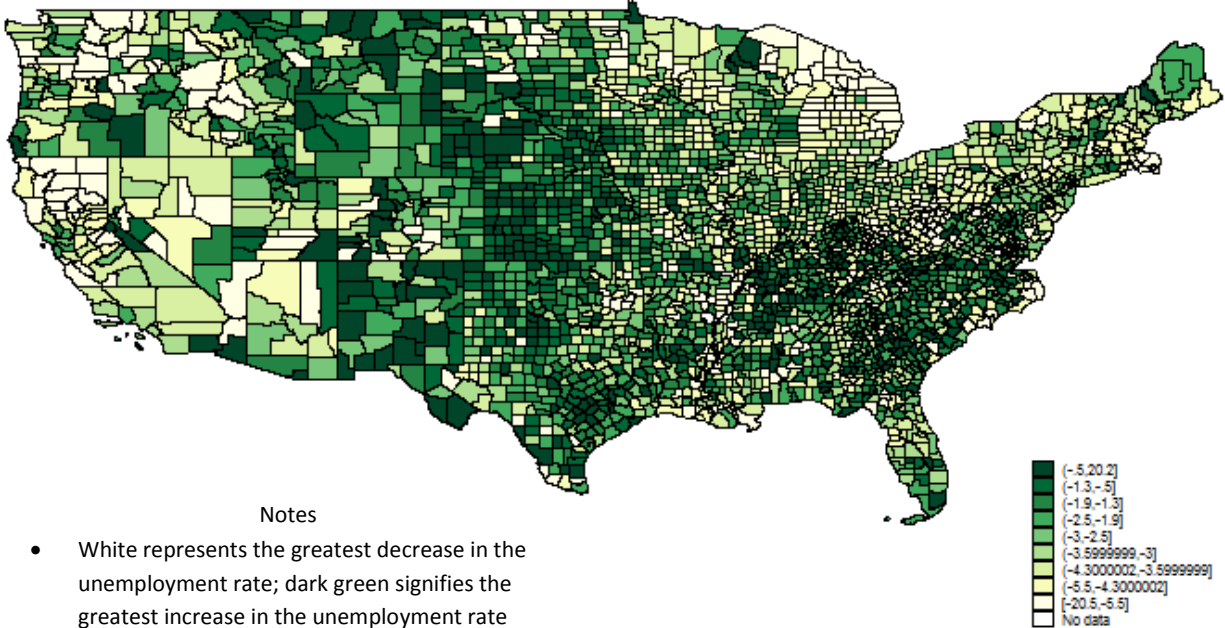 Notes
• White represents the greatest decrease in the
unemployment rate; dark green signifies the
greatest increase in the unemployment rate
(-.5,20.2]
(-1.3,-.5]
(-1.9,-1.3]
(-2.5,-1.9]
(-3,-2.5]
(-3.5999999,-3]
(-4.3000002,-3.5999999]
(-5.5,-4.3000002]
[-20.5,-5.5]
No data